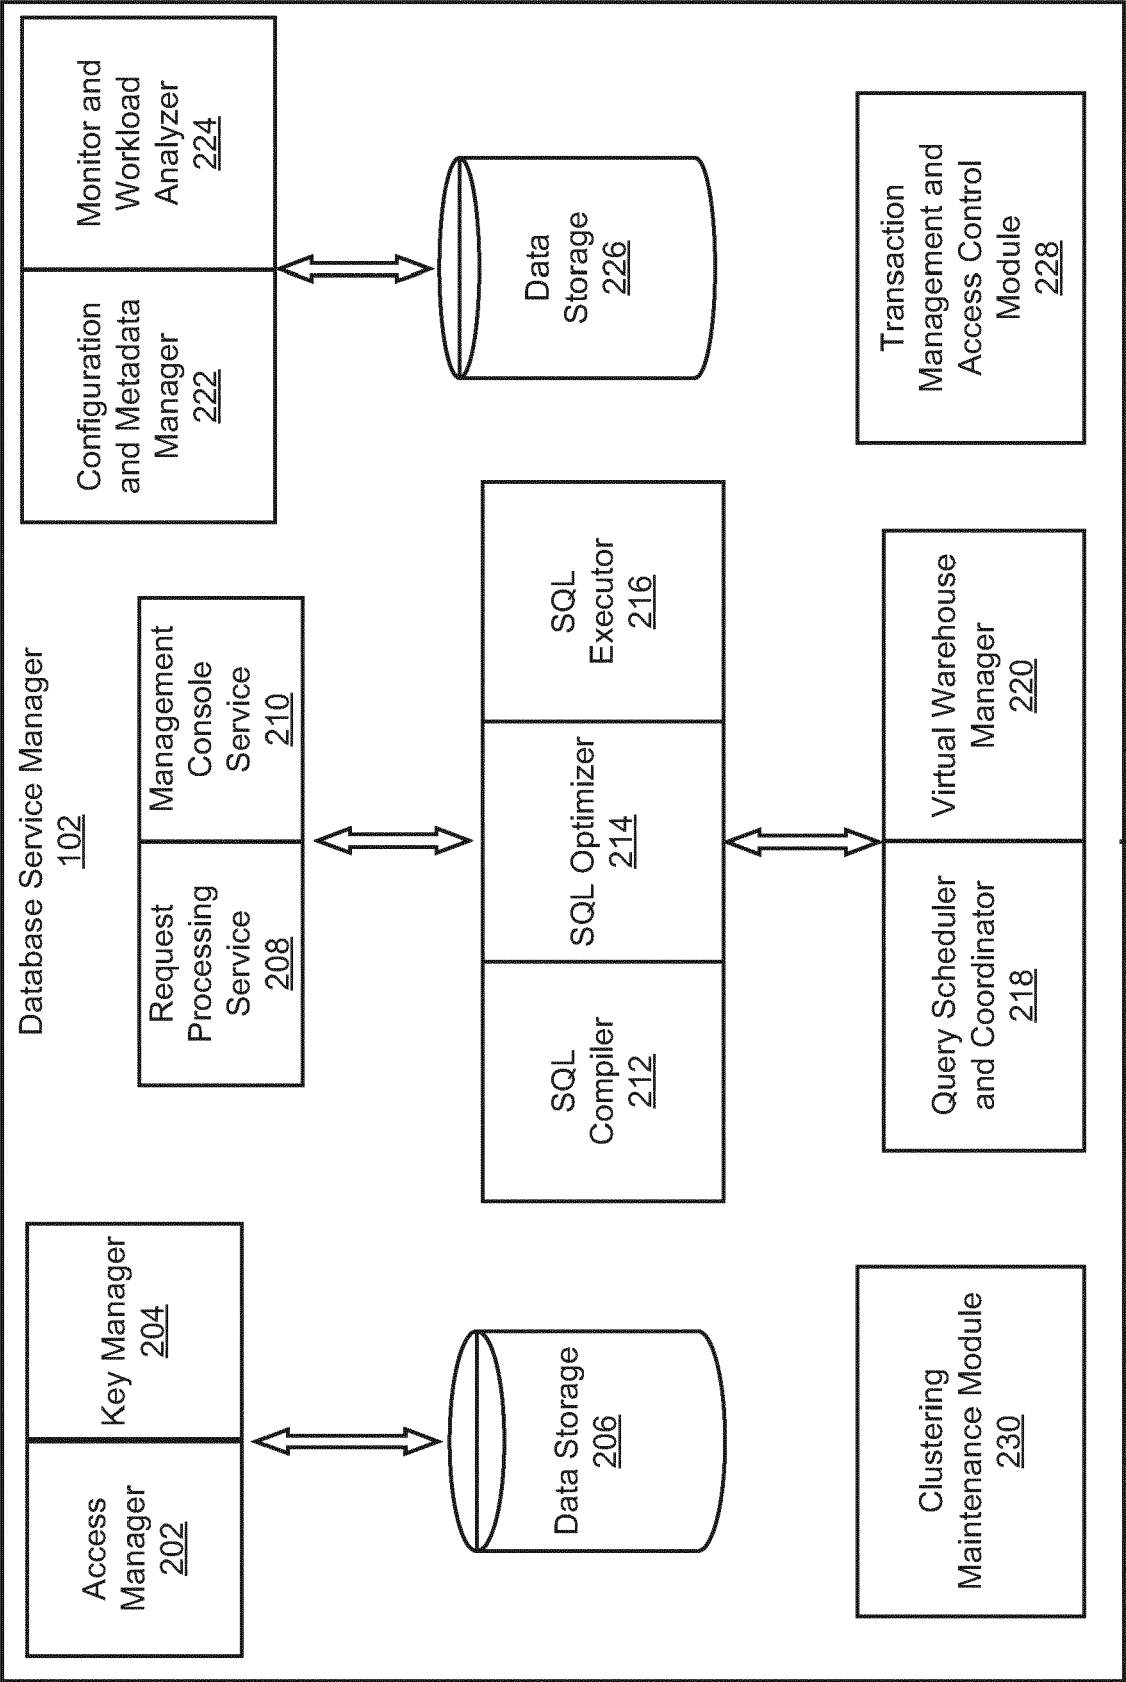 Database Service Manager
102
Access
Manager
202
Key Manager
204
Request
Processing
Service
208
Management
Console
Service
210
Configuration
and Metadata
Manager
222
Monitor and
Workload
Analyzer
224
Data Storage
206
SQL
Compiler
212
SQL Optimizer
214
SQL
Executor
216
Data
Storage
226
Clustering
Maintenance Module
230
Query Scheduler
and Coordinator
218
Virtual Warehouse
Manager
220
Transaction
Management and
Access Control
Module
228